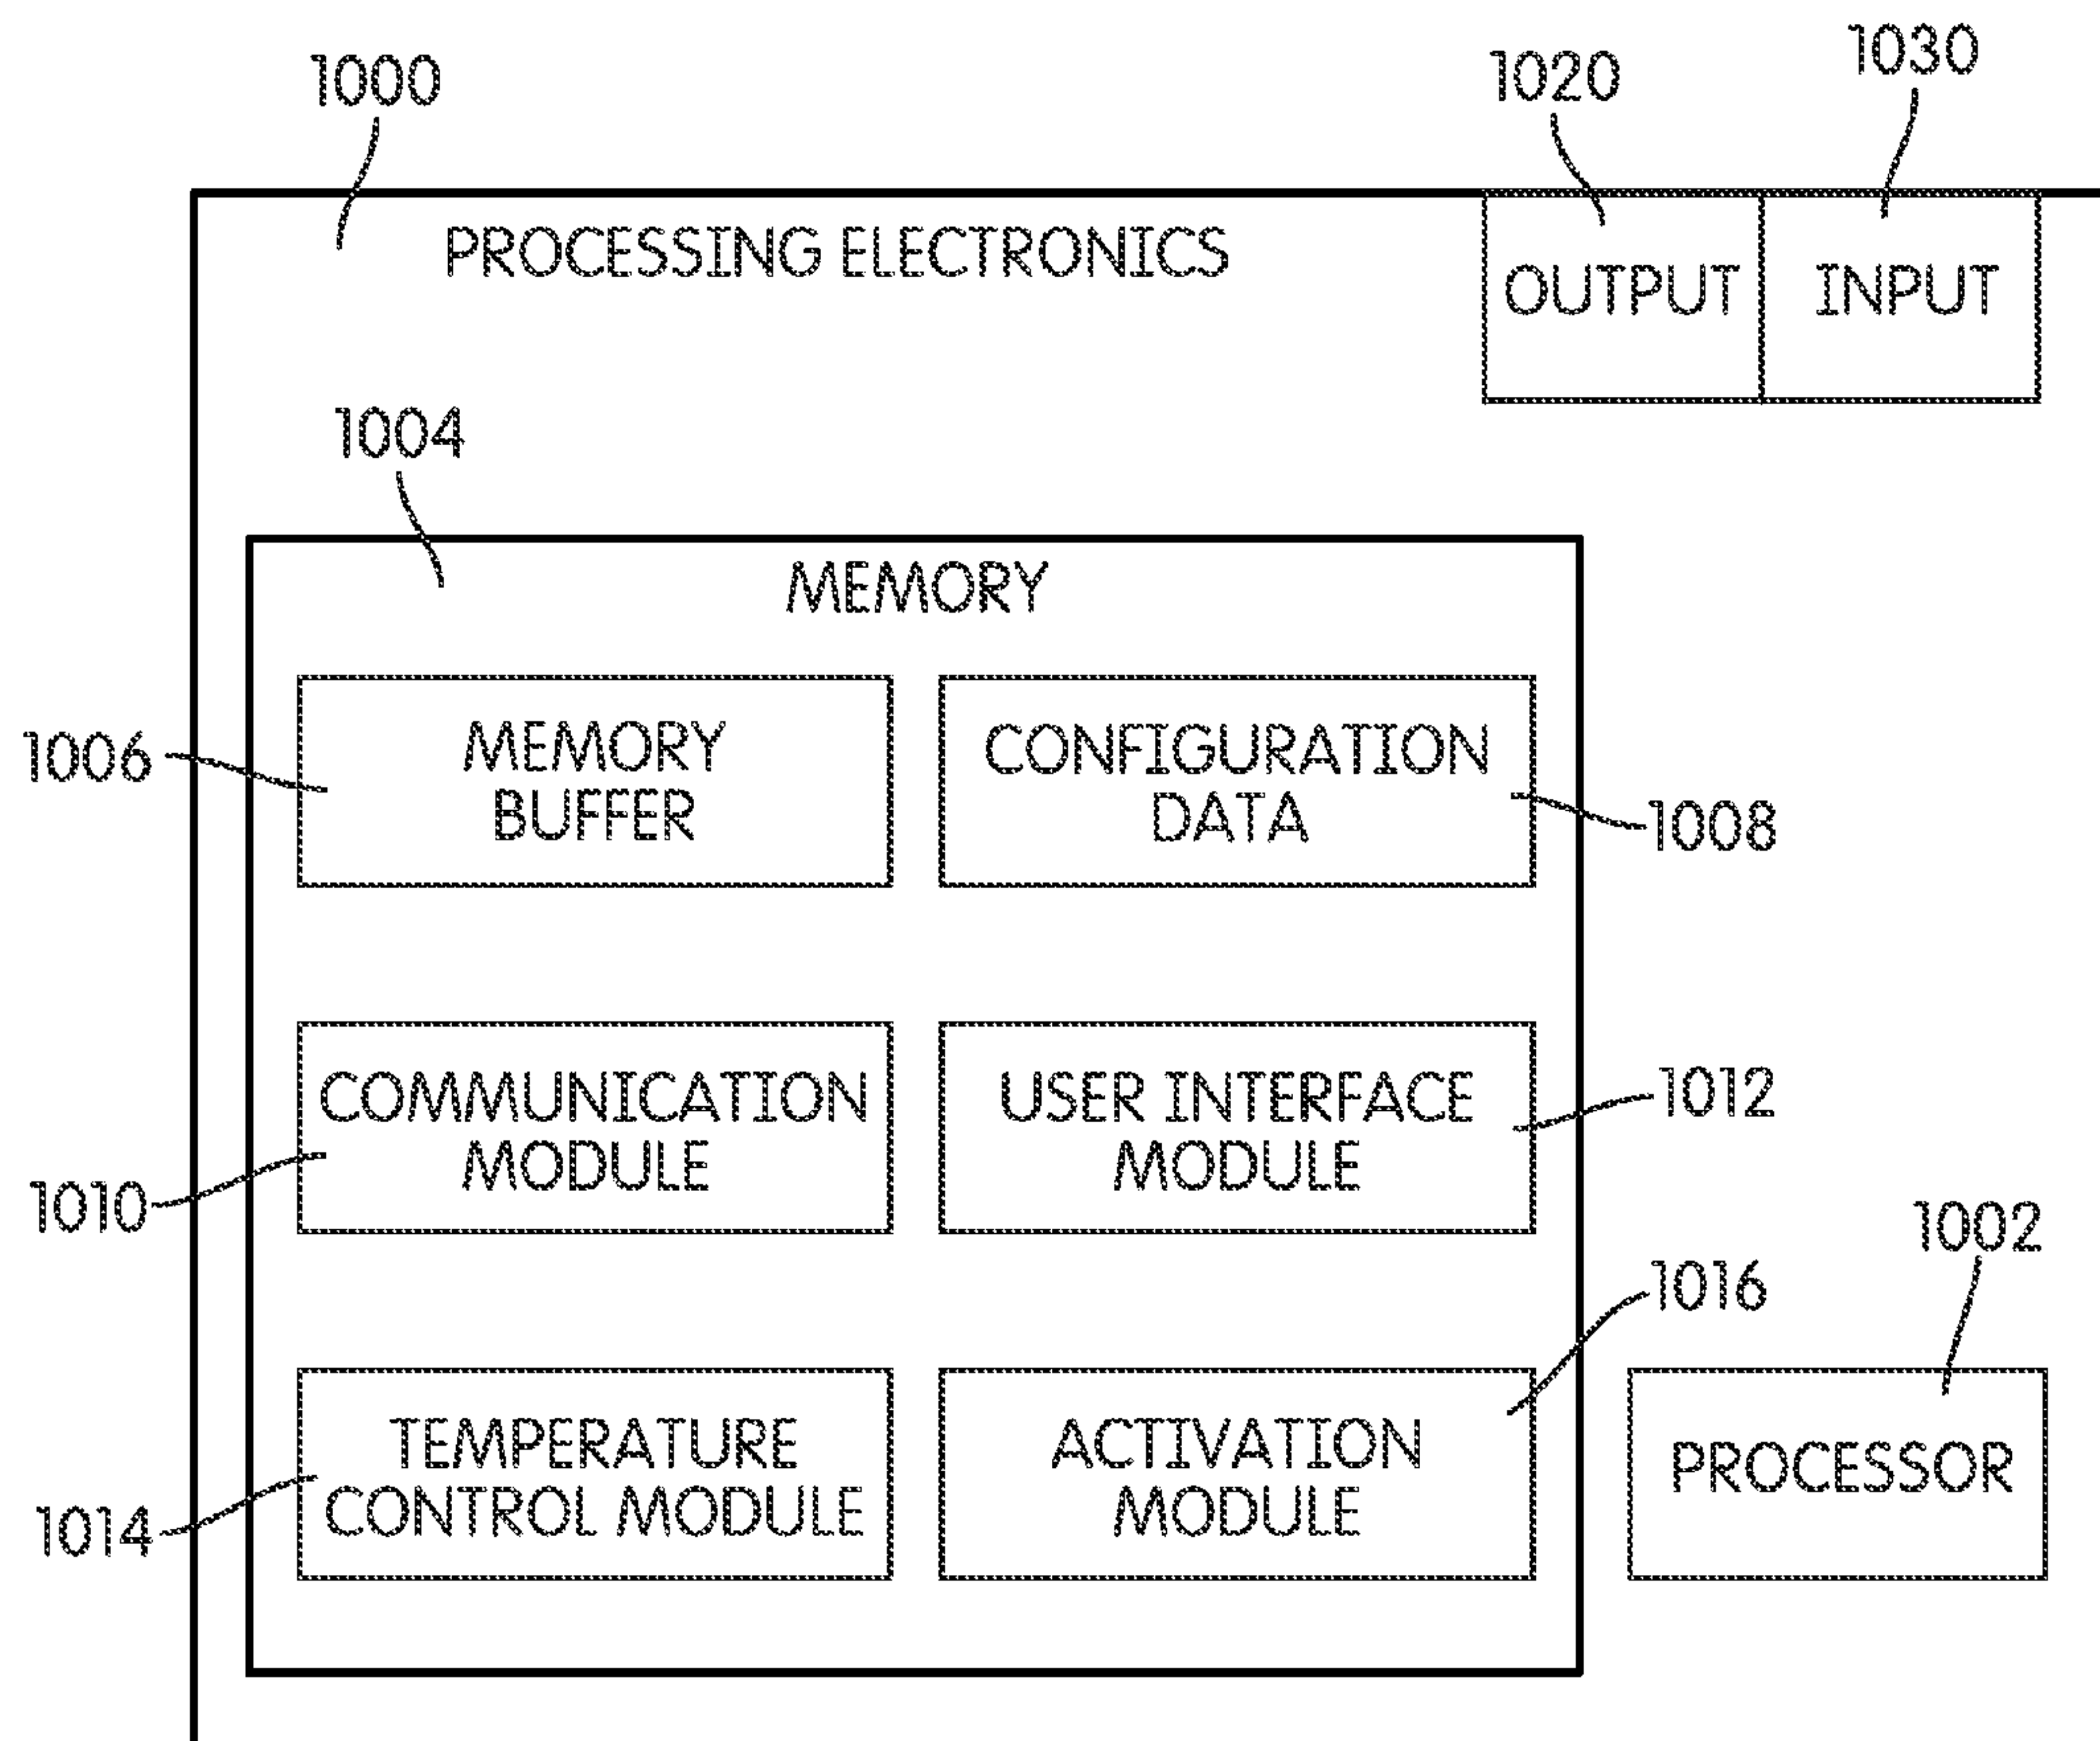 1000
1020
1030
PROCESSING ELECTRONICS
OUTPUT
INPUT
1004
MEMORY
1006
MEMORY
BUFFER
CONFIGURATION
DATA
1008
COMMUNICATION
MODULE
1010
USER INTERFACE
MODULE
1012
1016
1002
TEMPERATURE
CONTROL MODULE
1014
ACTIVATION
MODULE
PROCESSOR